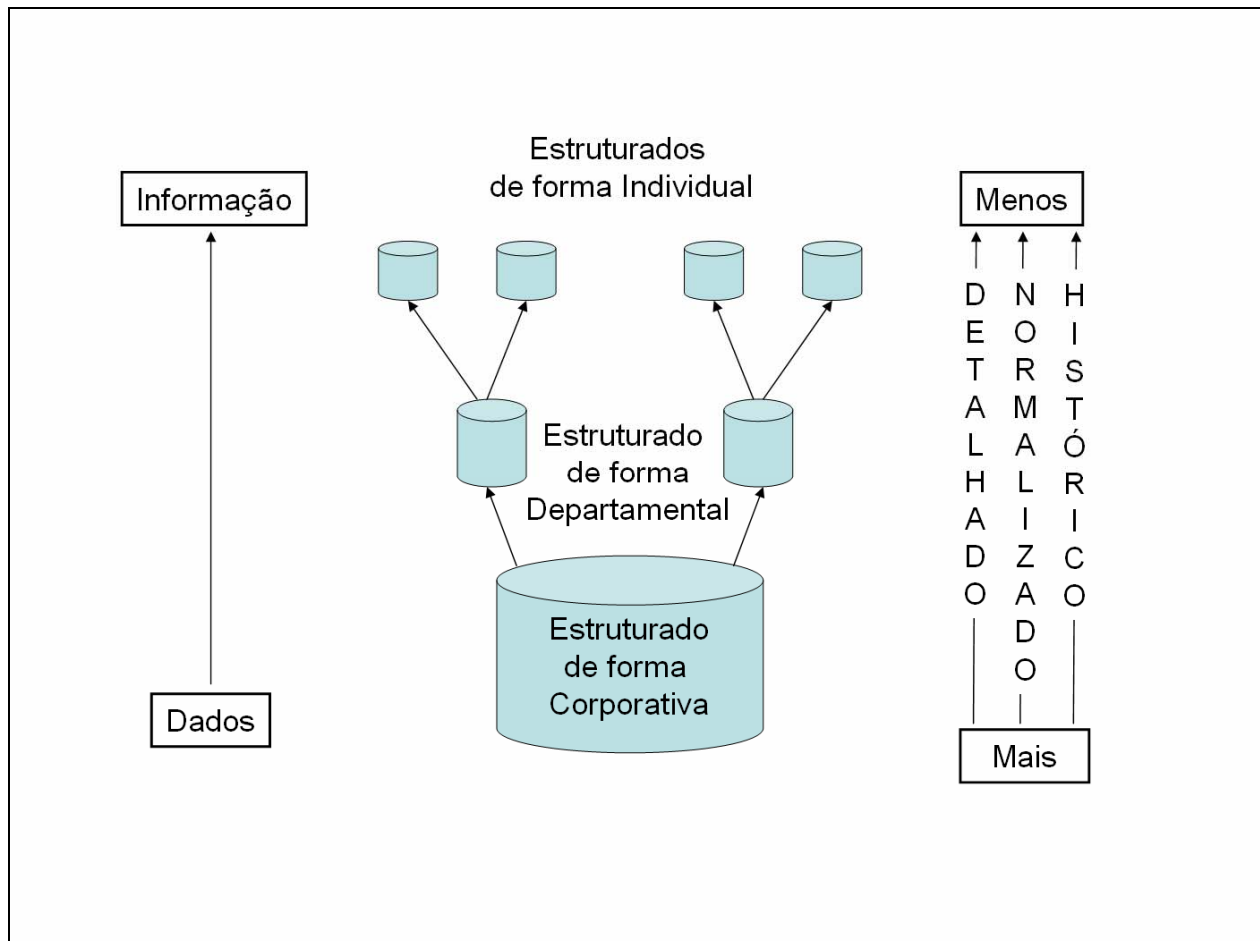 Estruturados
de forma Individual
Informação
Menos
DETALHADO
NORMALIZADO
HISTÓRICO
Estruturado
de forma
Departamental
Estruturado
de forma
Corporativa
Dados
Mais